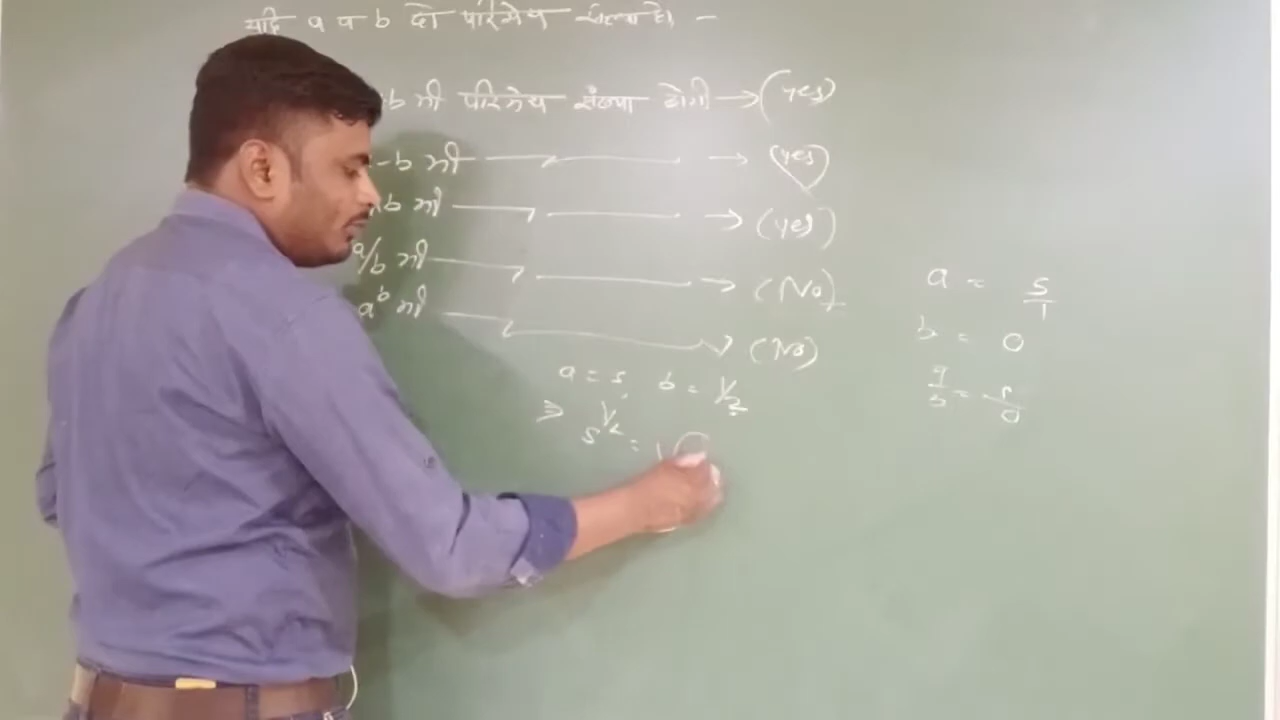 यदि a व b दो परिमेय संख्या हो। -
b भी परिमेय संख्या होगी → (yes)
- b भी → (yes)
b भी → (yes)
a/b भी → (No)
a^b भी → (No)
a = 5, b = 1/2
⇒ 5^1/2 =
a = 5/1
b = 0
a/b = 5/0